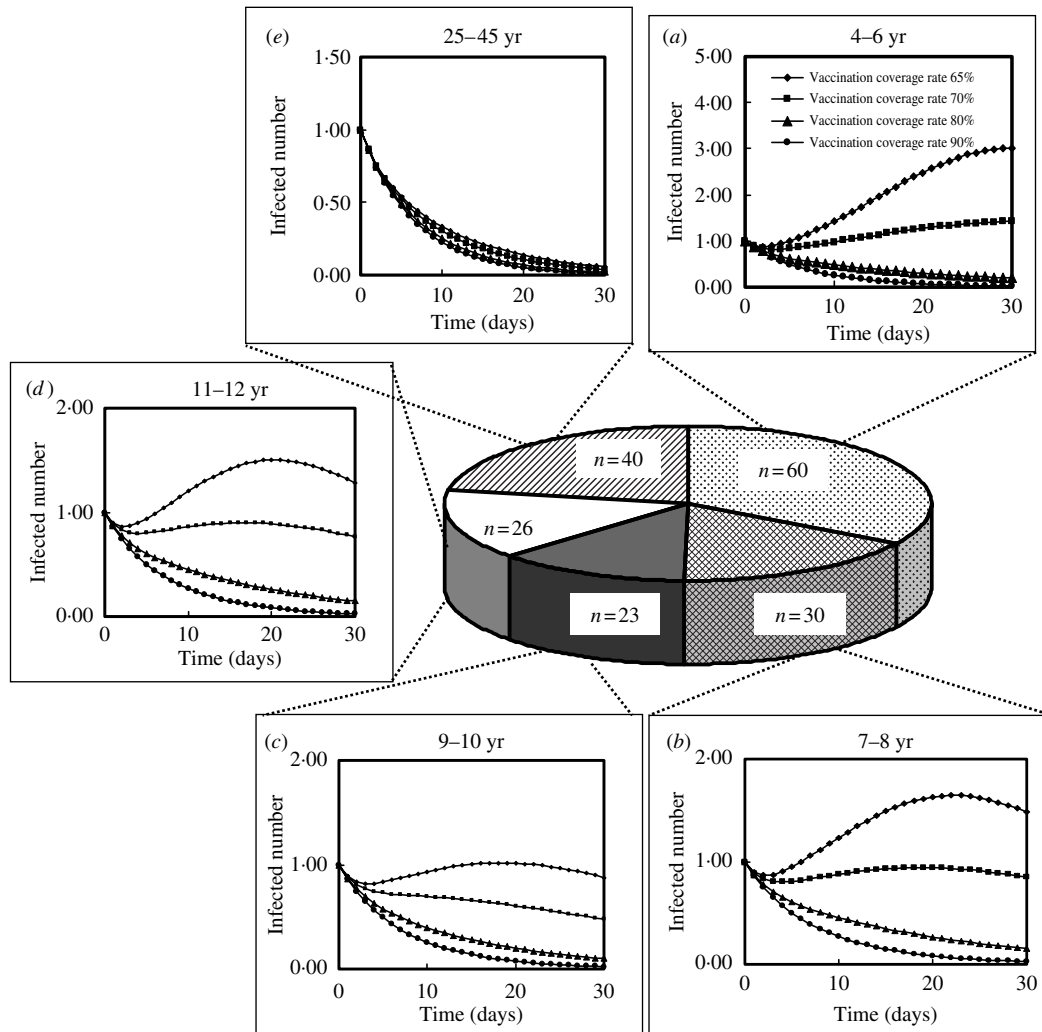 (e) 25–45 yr
1·50
1·00
0·50
0·00
Infected number
0 10 20 30
Time (days)
(a) 4–6 yr
5·00
4·00
3·00
2·00
1·00
0·00
Infected number
Vaccination coverage rate 65%
Vaccination coverage rate 70%
Vaccination coverage rate 80%
Vaccination coverage rate 90%
0 10 20 30
Time (days)
(d) 11–12 yr
2·00
1·00
0·00
Infected number
0 10 20 30
Time (days)
n=40
n=60
n=26
n=23
n=30
(c) 9–10 yr
2·00
1·00
0·00
Infected number
0 10 20 30
Time (days)
(b) 7–8 yr
2·00
1·00
0·00
Infected number
0 10 20 30
Time (days)